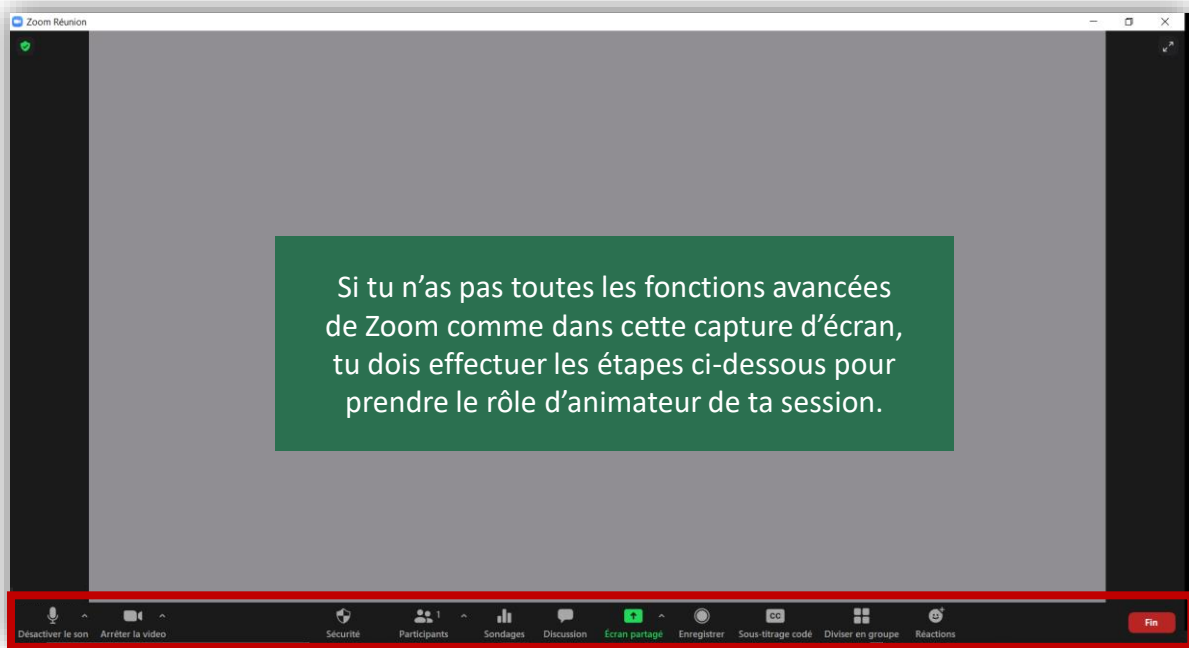 Zoom Réunion
Si tu n’as pas toutes les fonctions avancées
de Zoom comme dans cette capture d’écran,
tu dois effectuer les étapes ci-dessous pour
prendre le rôle d’animateur de ta session.
1
CC
Désactiver le son Arrêter la video Sécurité Participants Sondages Discussion Écran partagé Enregistrer Sous-titrage codé Diviser en groupe Réactions Fin